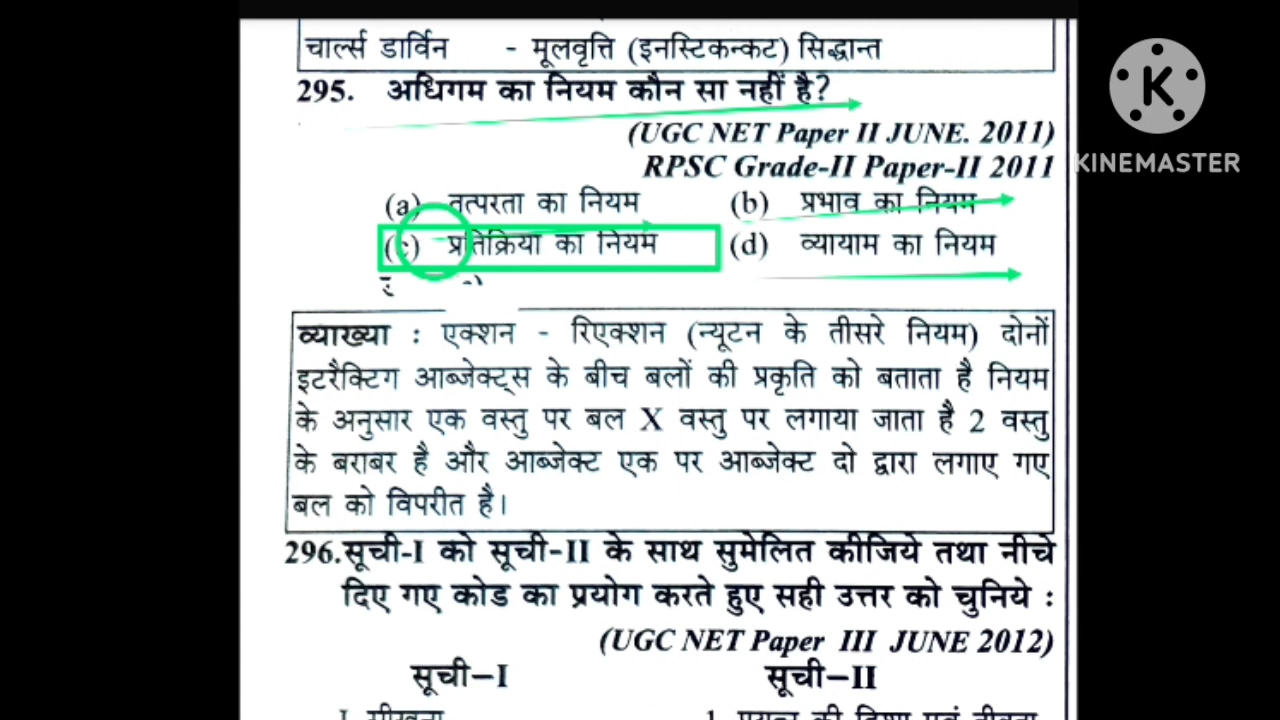 चार्ल्स डार्विन - मूलवृत्ति (इनस्टिकन्कट) सिद्धान्त
295. अधिगम का नियम कौन सा नहीं है?
(UGC NET Paper II JUNE. 2011)
RPSC Grade-II Paper-II 2011
(a) तत्परता का नियम (b) प्रभाव का नियम
(c) प्रतिक्रिया का नियम (d) व्यायाम का नियम
व्याख्या : एक्शन - रिएक्शन (न्यूटन के तीसरे नियम) दोनों
इटरैक्टिग आब्जेक्ट्स के बीच बलों की प्रकृति को बताता है नियम
के अनुसार एक वस्तु पर बल X वस्तु पर लगाया जाता है 2 वस्तु
के बराबर है और आब्जेक्ट एक पर आब्जेक्ट दो द्वारा लगाए गए
बल को विपरीत है।
296.सूची-I को सूची-II के साथ सुमेलित कीजिये तथा नीचे
दिए गए कोड का प्रयोग करते हुए सही उत्तर को चुनिये :
(UGC NET Paper III JUNE 2012)
सूची-I सूची-II
K
KINEMASTER